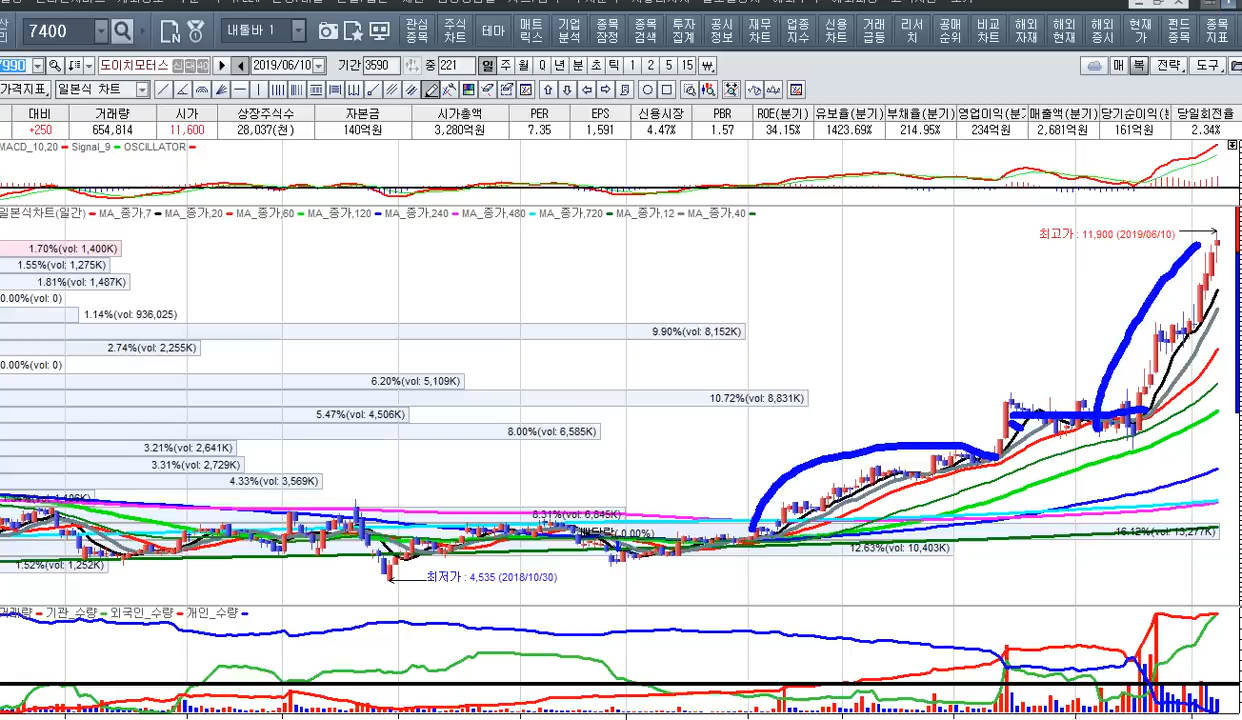 7400 내툴바 1 관심종목 주식차트 테마 매트릭스 기업분석 종목잠정 종목검색 투자집계 공시정보 재무차트 업종지수 신용차트 거래급등 리서치 공매순위 비교차트 해외자재 해외현재 해외증시 현재가 펀드종목 종목지표
7990 도이치모터스 신 40 2019/06/10 기간 3590 중 221 일 주 월 Q 년 분 초 틱 1 2 5 15 매 복 전략 도구
가격지표 일본식 차트
대비 거래량 시가 상장주식수 자본금 시가총액 PER EPS 신용시장 PBR ROE(분기) 유보율(분기) 부채율(분기) 영업이익(분기 매출액(분기) 당기순이익( 당일회전율
+250 654,814 11,600 28,037(천) 140억원 3,280억원 7.35 1,591 4.47% 1.57 34.15% 1423.69% 214.95% 234억원 2,681억원 161억원 2.34%
MACD_10,20 Signal_9 OSCILLATOR
일본식차트(일간) MA_종가,7 MA_종가,20 MA_종가,60 MA_종가,120 MA_종가,240 MA_종가,480 MA_종가,720 MA_종가,12 MA_종가,40
최고가 : 11,900 (2019/06/10)
1.70%(vol: 1,400K)
1.55%(vol: 1,275K)
1.81%(vol: 1,487K)
0.00%(vol: 0)
1.14%(vol: 936,025)
9.90%(vol: 8,152K)
2.74%(vol: 2,255K)
0.00%(vol: 0)
6.20%(vol: 5,109K)
10.72%(vol: 8,831K)
5.47%(vol: 4,506K)
8.00%(vol: 6,585K)
3.21%(vol: 2,641K)
3.31%(vol: 2,729K)
4.33%(vol: 3,569K)
8.31%(vol: 6,845K)
0.00%)
16.12%(vol: 13,277K)
12.63%(vol: 10,403K)
1.52%(vol: 1,252K)
최저가 : 4,535 (2018/10/30)
거래량 기관_수량 외국인_수량 개인_수량